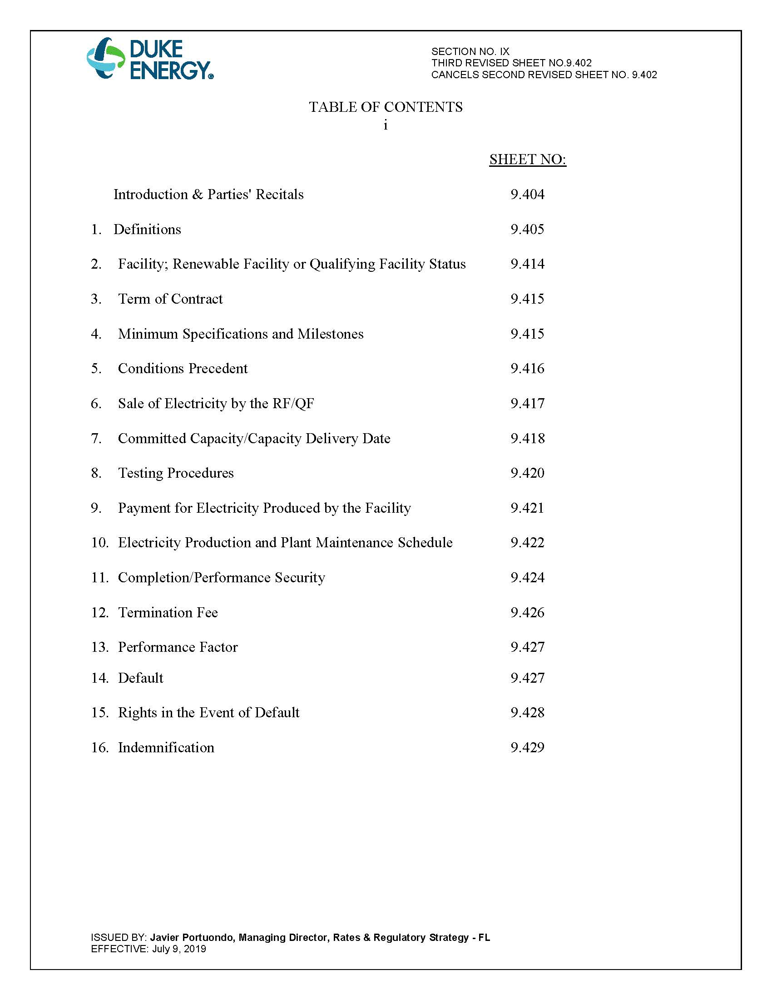 DUKE
ENERGY®
SECTION NO. IX
THIRD REVISED SHEET NO.9.402
CANCELS SECOND REVISED SHEET NO. 9.402
TABLE OF CONTENTS
i
SHEET NO:
Introduction & Parties' Recitals 9.404
1. Definitions 9.405
2. Facility; Renewable Facility or Qualifying Facility Status 9.414
3. Term of Contract 9.415
4. Minimum Specifications and Milestones 9.415
5. Conditions Precedent 9.416
6. Sale of Electricity by the RF/QF 9.417
7. Committed Capacity/Capacity Delivery Date 9.418
8. Testing Procedures 9.420
9. Payment for Electricity Produced by the Facility 9.421
10. Electricity Production and Plant Maintenance Schedule 9.422
11. Completion/Performance Security 9.424
12. Termination Fee 9.426
13. Performance Factor 9.427
14. Default 9.427
15. Rights in the Event of Default 9.428
16. Indemnification 9.429
ISSUED BY: Javier Portuondo, Managing Director, Rates & Regulatory Strategy - FL
EFFECTIVE: July 9, 2019